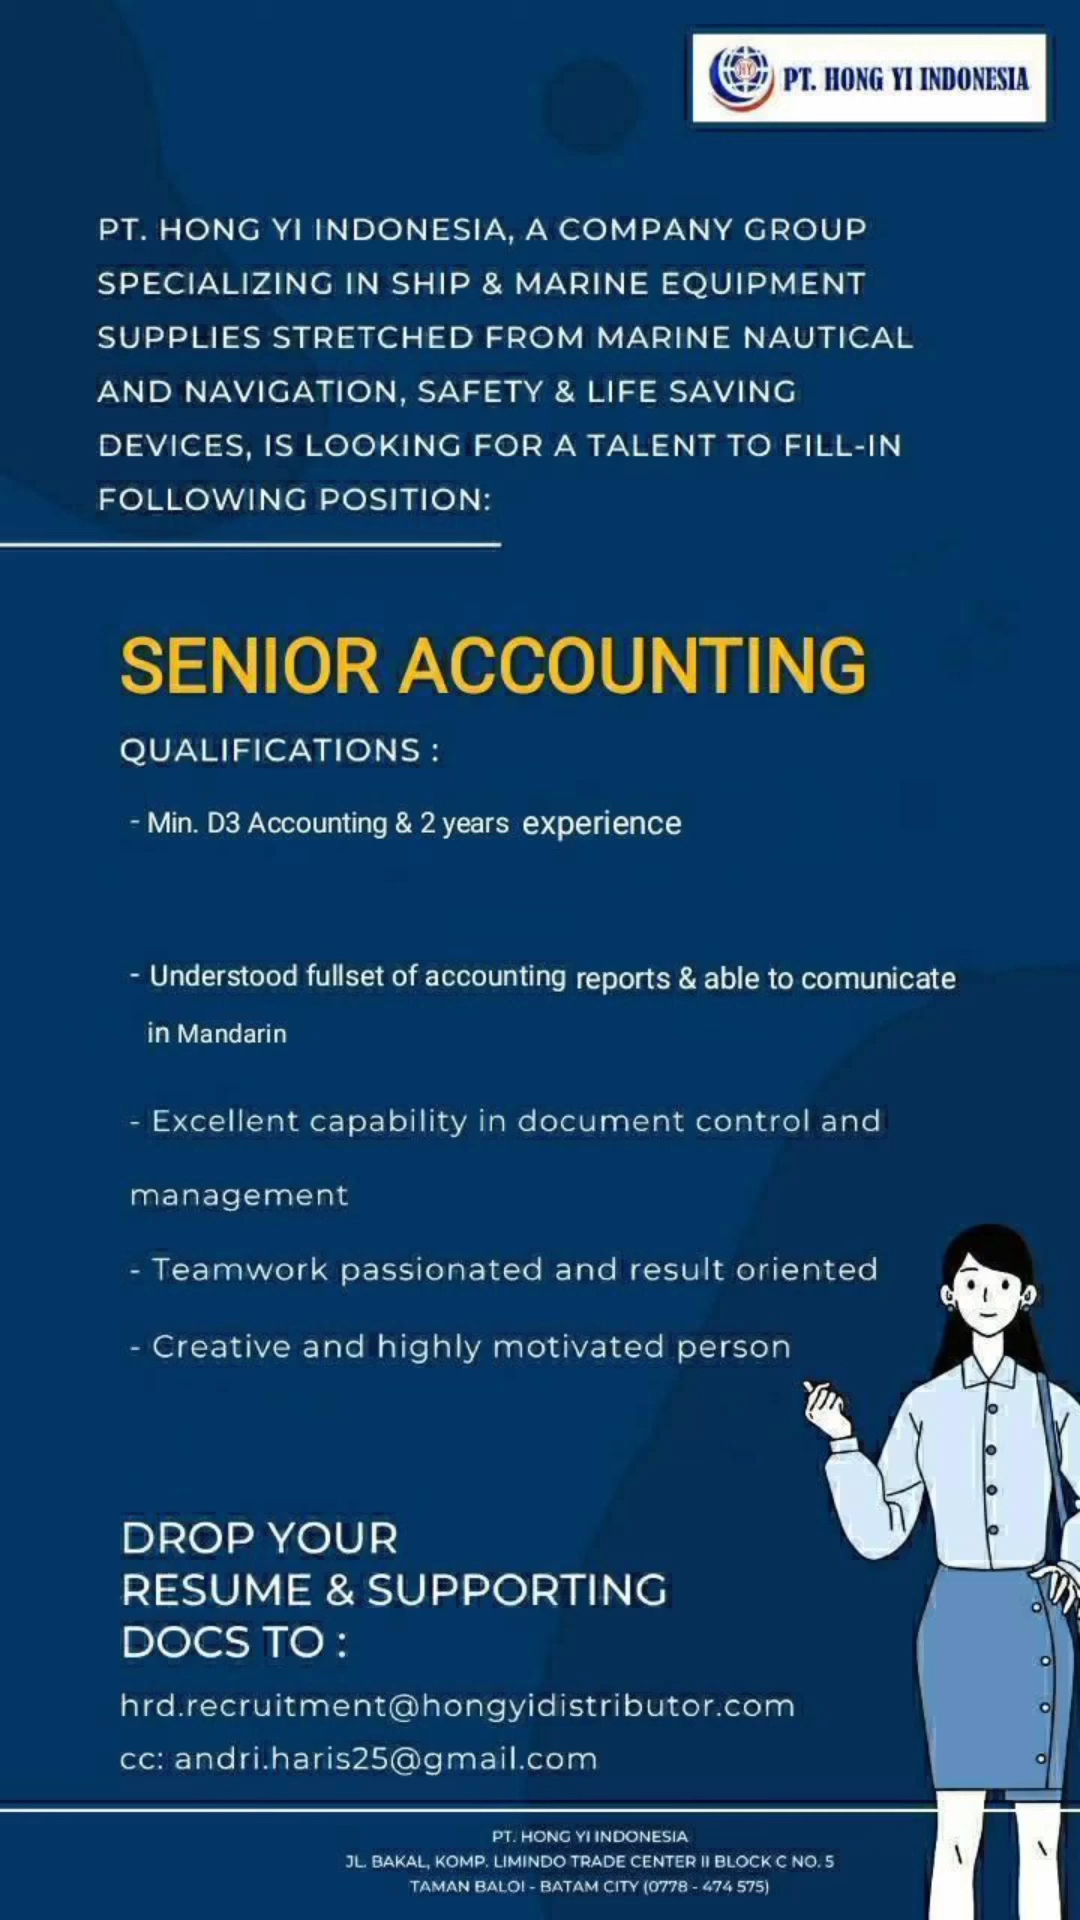 PT. HONG YI INDONESIA
PT. HONG YI INDONESIA, A COMPANY GROUP
SPECIALIZING IN SHIP & MARINE EQUIPMENT
SUPPLIES STRETCHED FROM MARINE NAUTICAL
AND NAVIGATION, SAFETY & LIFE SAVING
DEVICES, IS LOOKING FOR A TALENT TO FILL-IN
FOLLOWING POSITION:
SENIOR ACCOUNTING
QUALIFICATIONS :
- Min. D3 Accounting & 2 years experience
- Understood fullset of accounting reports & able to comunicate
in Mandarin
- Excellent capability in document control and
management
- Teamwork passionated and result oriented
- Creative and highly motivated person
DROP YOUR
RESUME & SUPPORTING
DOCS TO :
hrd.recruitment@hongyidistributor.com
cc: andri.haris25@gmail.com
PT. HONG YI INDONESIA
JL. BAKAL, KOMP. LIMINDO TRADE CENTER II BLOCK C NO. 5
TAMAN BALOI - BATAM CITY (0778 - 474 575)